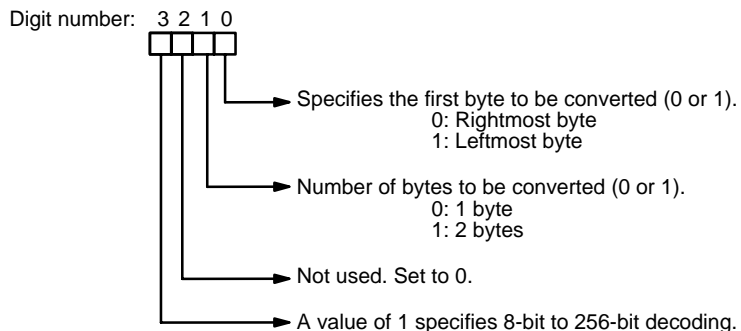 Digit number: 3 2 1 0
Specifies the first byte to be converted (0 or 1).
0: Rightmost byte
1: Leftmost byte
Number of bytes to be converted (0 or 1).
0: 1 byte
1: 2 bytes
Not used. Set to 0.
A value of 1 specifies 8-bit to 256-bit decoding.